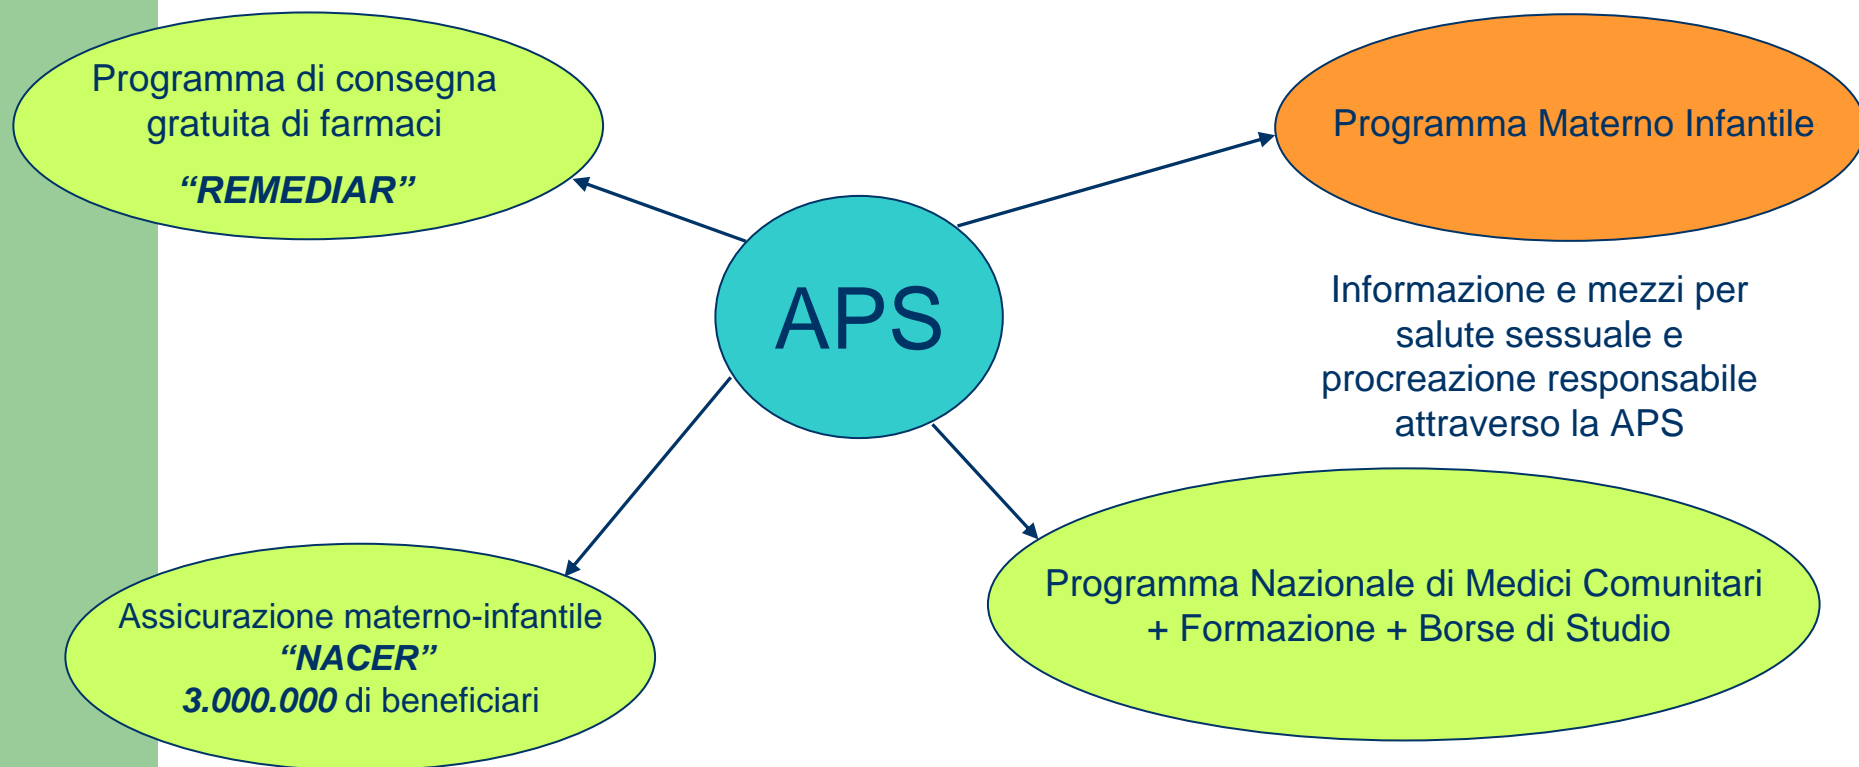 Programma di consegna
gratuita di farmaci
“REMEDIAR”
Programma Materno Infantile
APS
Informazione e mezzi per
salute sessuale e
procreazione responsabile
attraverso la APS
Assicurazione materno-infantile
“NACER”
3.000.000 di beneficiari
Programma Nazionale di Medici Comunitari
+ Formazione + Borse di Studio